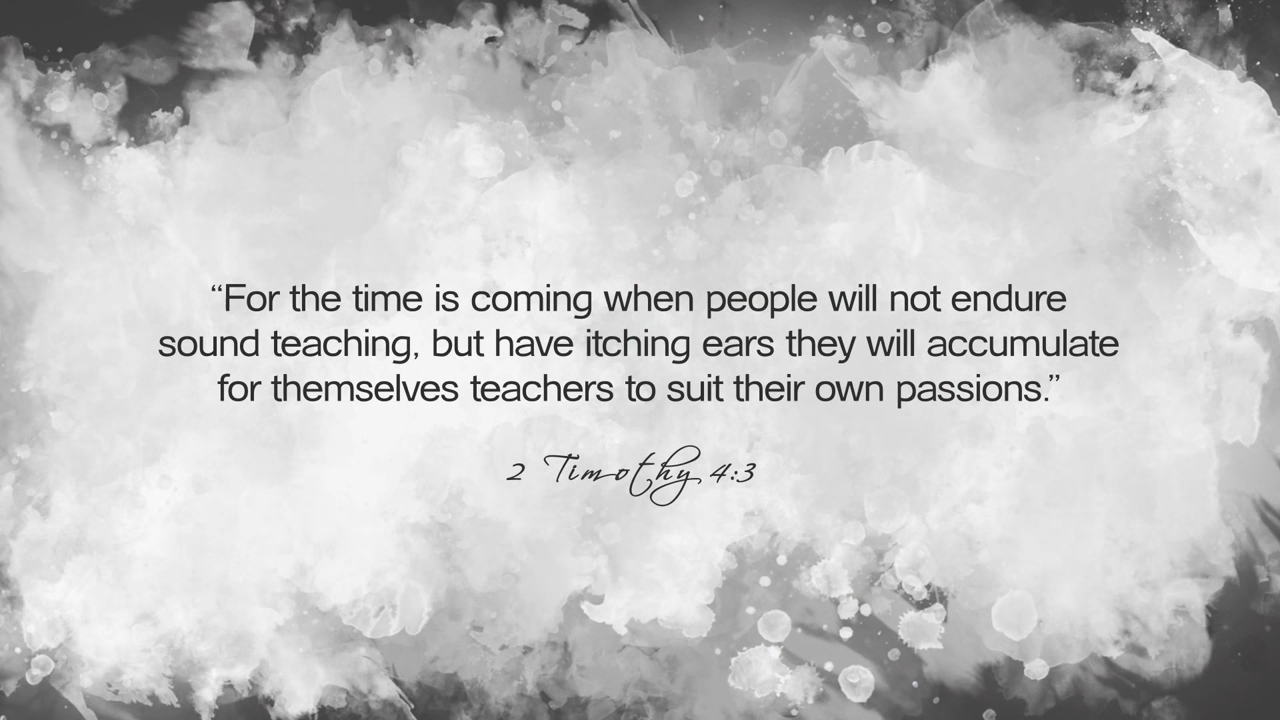 “For the time is coming when people will not endure
sound teaching, but have itching ears they will accumulate
for themselves teachers to suit their own passions.”
2 Timothy 4:3